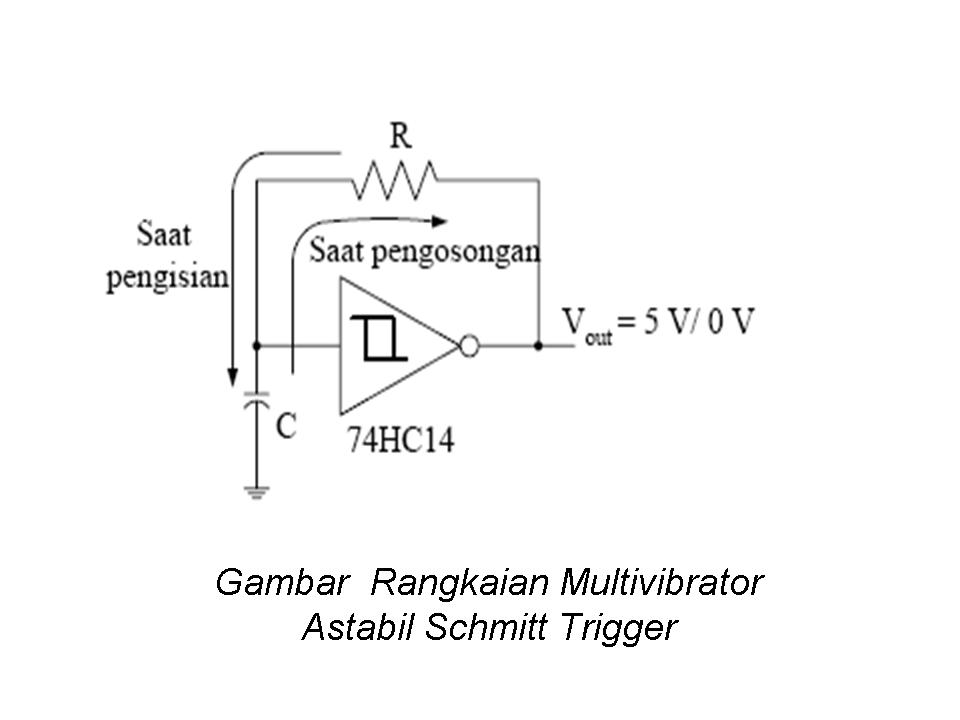 R
Saat
pengisian
Saat pengosongan
Vout = 5 V/ 0 V
C
74HC14
Gambar Rangkaian Multivibrator
Astabil Schmitt Trigger